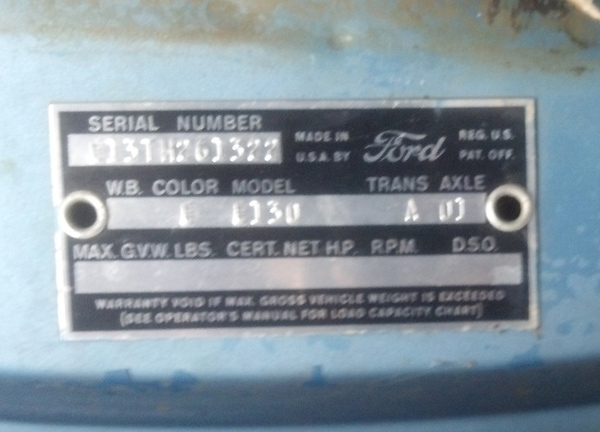 SERIAL NUMBER
MADE IN
U.S.A. BY
Ford
REG. U.S.
PAT. OFF.
W.B. COLOR MODEL TRANS AXLE
A
MAX. G.V.W. LBS. CERT. NET H.P. R.P.M. D.S.O.
WARRANTY VOID IF MAX. GROSS VEHICLE WEIGHT IS EXCEEDED
(SEE OPERATOR'S MANUAL FOR LOAD CAPACITY CHART)